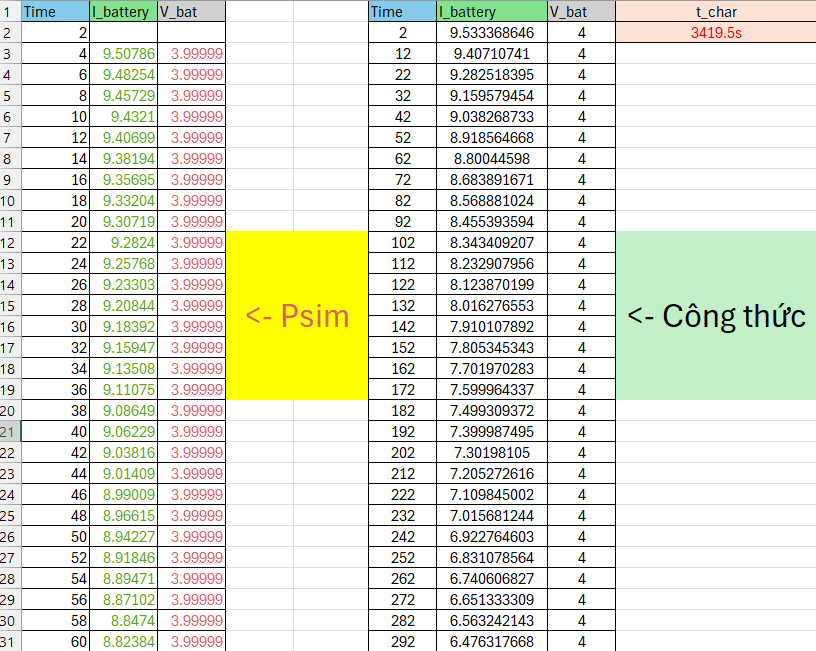 1 Time I_battery V_bat Time I_battery V_bat t_char
2 2 2 9.533368646 4 3419.5s
3 4 9.50786 3.99999 12 9.40710741 4
4 6 9.48254 3.99999 22 9.282518395 4
5 8 9.45729 3.99999 32 9.159579454 4
6 10 9.4321 3.99999 42 9.038268733 4
7 12 9.40699 3.99999 52 8.918564668 4
8 14 9.38194 3.99999 62 8.80044598 4
9 16 9.35695 3.99999 72 8.683891671 4
10 18 9.33204 3.99999 82 8.568881024 4
11 20 9.30719 3.99999 92 8.455393594 4
12 22 9.2824 3.99999 102 8.343409207 4
13 24 9.25768 3.99999 112 8.232907956 4
14 26 9.23303 3.99999 122 8.123870199 4
15 28 9.20844 3.99999 <- Psim 132 8.016276553 4 <- Công thức
16 30 9.18392 3.99999 142 7.910107892 4
17 32 9.15947 3.99999 152 7.805345343 4
18 34 9.13508 3.99999 162 7.701970283 4
19 36 9.11075 3.99999 172 7.599964337 4
20 38 9.08649 3.99999 182 7.499309372 4
21 40 9.06229 3.99999 192 7.399987495 4
22 42 9.03816 3.99999 202 7.30198105 4
23 44 9.01409 3.99999 212 7.205272616 4
24 46 8.99009 3.99999 222 7.109845002 4
25 48 8.96615 3.99999 232 7.015681244 4
26 50 8.94227 3.99999 242 6.922764603 4
27 52 8.91846 3.99999 252 6.831078564 4
28 54 8.89471 3.99999 262 6.740606827 4
29 56 8.87102 3.99999 272 6.651333309 4
30 58 8.8474 3.99999 282 6.563242143 4
31 60 8.82384 3.99999 292 6.476317668 4